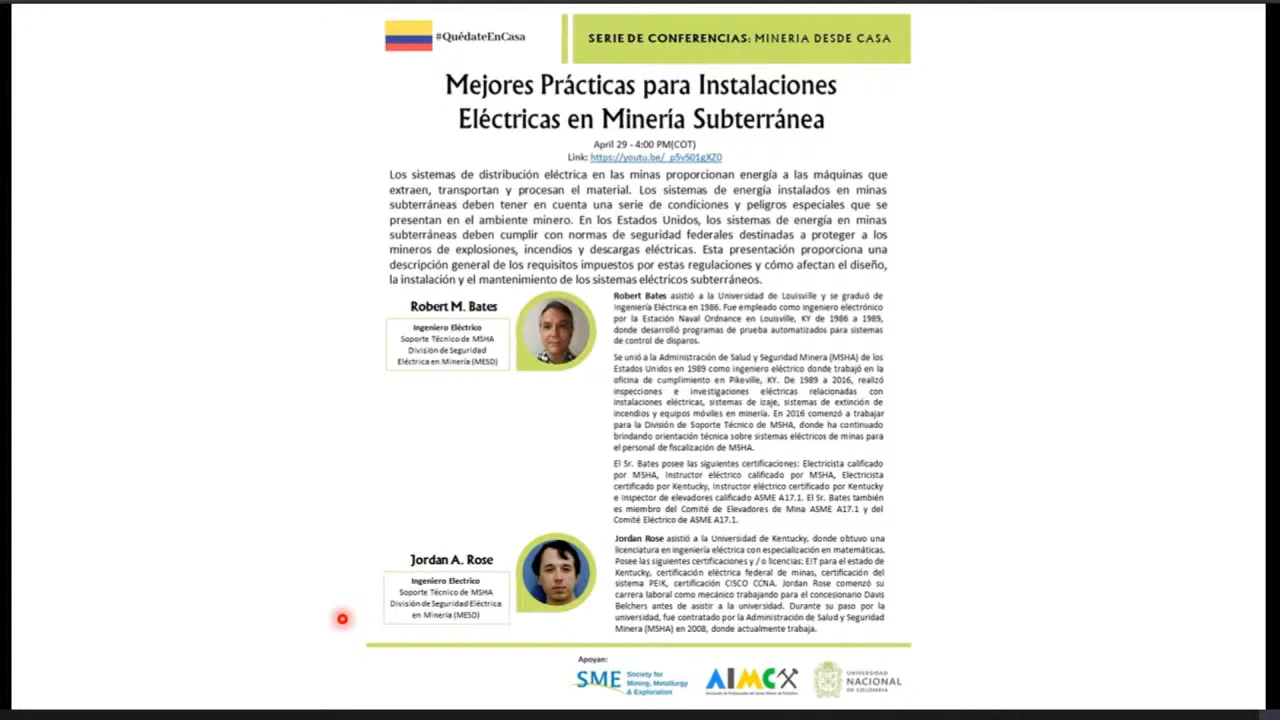 #QuédateEnCasa
SERIE DE CONFERENCIAS: MINERIA DESDE CASA
Mejores Prácticas para Instalaciones
Eléctricas en Minería Subterránea
April 29 - 4:00 PM(COT)
Link: https://youtu.be/_p5vS01gXZ0
Los sistemas de distribución eléctrica en las minas proporcionan energía a las máquinas que
extraen, transportan y procesan el material. Los sistemas de energía instalados en minas
subterráneas deben tener en cuenta una serie de condiciones y peligros especiales que se
presentan en el ambiente minero. En los Estados Unidos, los sistemas de energía en minas
subterráneas deben cumplir con normas de seguridad federales destinadas a proteger a los
mineros de explosiones, incendios y descargas eléctricas. Esta presentación proporciona una
descripción general de los requisitos impuestos por estas regulaciones y cómo afectan el diseño,
la instalación y el mantenimiento de los sistemas eléctricos subterráneos.
Robert M. Bates
Ingeniero Eléctrico
Soporte Técnico de MSHA
División de Seguridad
Eléctrica en Minería (MESD)
Robert Bates asistió a la Universidad de Louisville y se graduó de
Ingeniería Eléctrica en 1986. Fue empleado como ingeniero electrónico
por la Estación Naval Ordnance en Louisville, KY de 1986 a 1989,
donde desarrolló programas de prueba automatizados para sistemas
de control de disparos.
Se unió a la Administración de Salud y Seguridad Minera (MSHA) de los
Estados Unidos en 1989 como ingeniero eléctrico donde trabajó en la
oficina de cumplimiento en Pikeville, KY. De 1989 a 2016, realizó
inspecciones e investigaciones eléctricas relacionadas con
instalaciones eléctricas, sistemas de izaje, sistemas de extinción de
incendios y equipos móviles en minería. En 2016 comenzó a trabajar
para la División de Soporte Técnico de MSHA, donde ha continuado
brindando orientación técnica sobre sistemas eléctricos de minas para
el personal de fiscalización de MSHA.
El Sr. Bates posee las siguientes certificaciones: Electricista calificado
por MSHA, Instructor eléctrico calificado por MSHA, Electricista
certificado por Kentucky, Instructor eléctrico certificado por Kentucky
e Inspector de elevadores calificado ASME A17.1. El Sr. Bates también
es miembro del Comité de Elevadores de Mina ASME A17.1 y del
Comité Eléctrico de ASME A17.1.
Jordan A. Rose
Ingeniero Electrico
Soporte Técnico de MSHA
División de Seguridad Eléctrica
en Minería (MESD)
Jordan Rose asistió a la Universidad de Kentucky, donde obtuvo una
licenciatura en ingeniería eléctrica con especialización en matemáticas.
Posee las siguientes certificaciones y / o licencias: EIT para el estado de
Kentucky, certificación eléctrica federal de minas, certificación del
sistema PEIK, certificación CISCO CCNA. Jordan Rose comenzó su
carrera laboral como mecánico trabajando para el concesionario Davis
Belchers antes de asistir a la universidad. Durante su paso por la
universidad, fue contratado por la Administración de Salud y Seguridad
Minera (MSHA) en 2008, donde actualmente trabaja.
Apoyan:
SME Society for
Mining, Metallurgy
& Exploration
AIMC
UNIVERSIDAD
NACIONAL
DE COLOMBIA